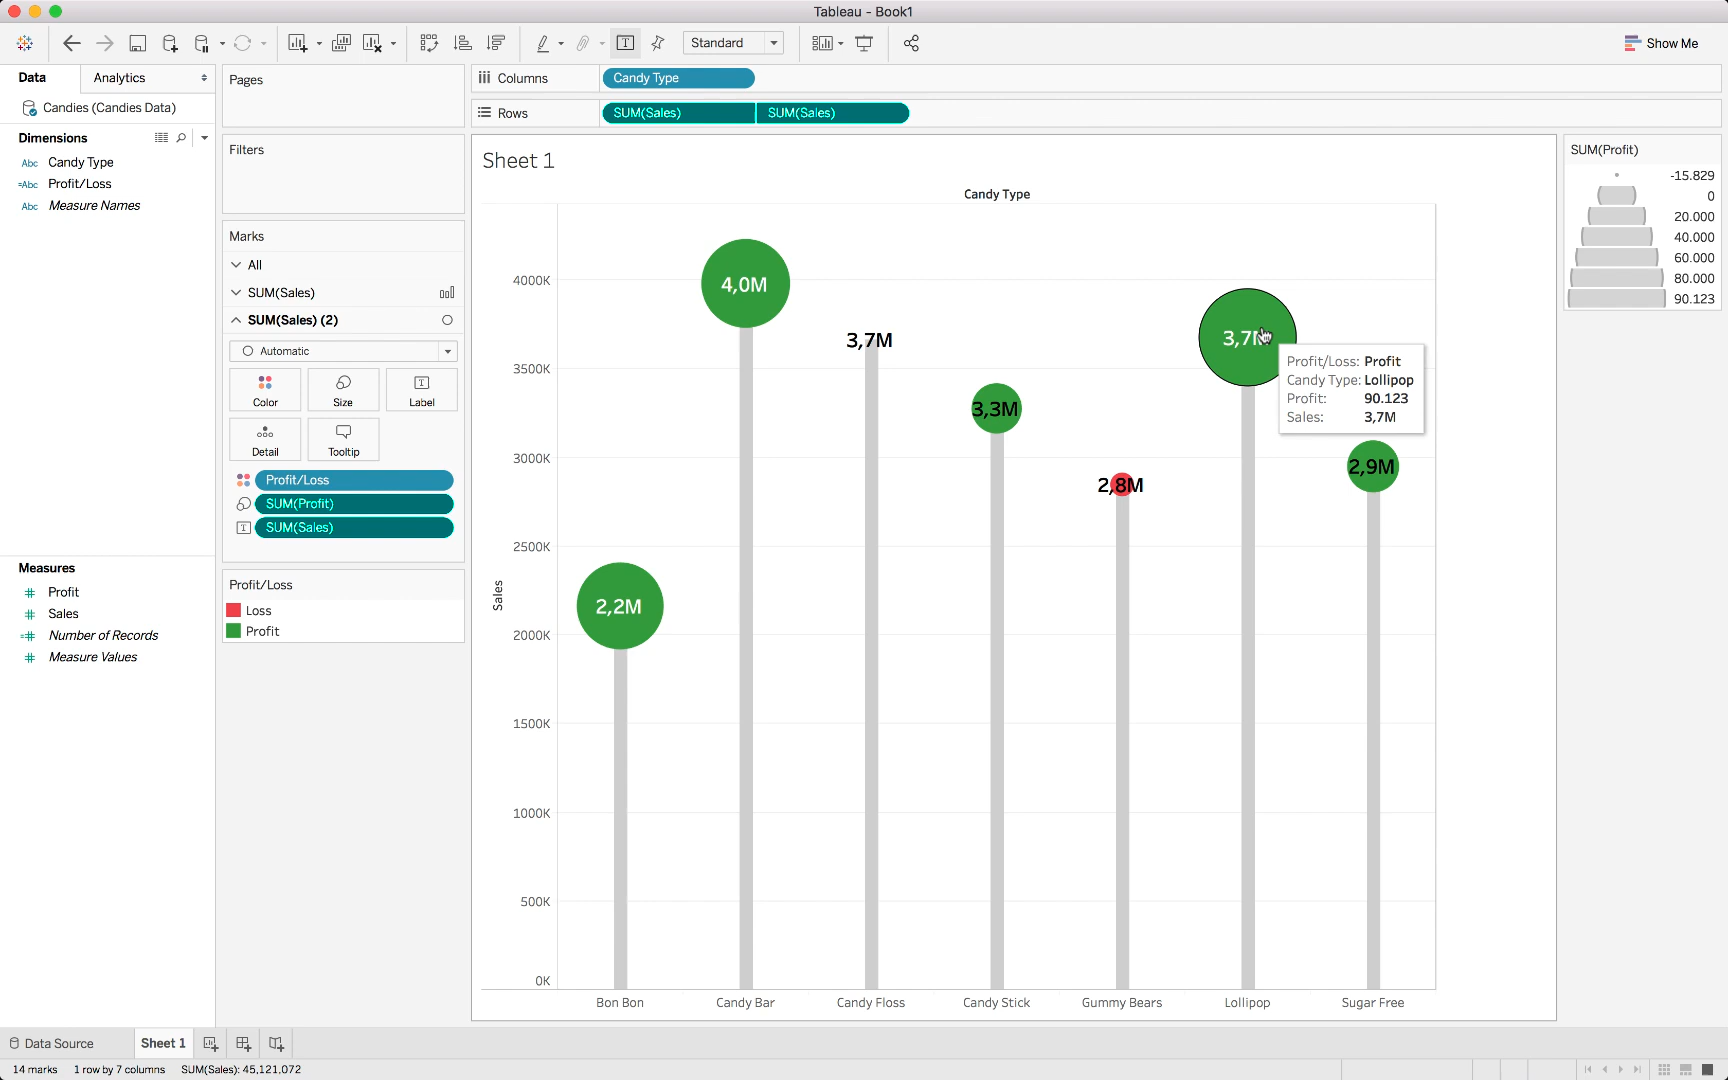 Tableau - Book1
Standard
Show Me
Data
Analytics
Candies (Candies Data)
Dimensions
Abc Candy Type
=Abc Profit/Loss
Abc Measure Names
Measures
# Profit
# Sales
=# Number of Records
# Measure Values
Pages
Filters
Marks
All
SUM(Sales)
SUM(Sales) (2)
Automatic
Color
Size
Label
Detail
Tooltip
Profit/Loss
SUM(Profit)
SUM(Sales)
Profit/Loss
Loss
Profit
Columns
Candy Type
Rows
SUM(Sales)
SUM(Sales)
Sheet 1
Candy Type
4000K
3500K
3000K
2500K
2000K
1500K
1000K
500K
0K
Sales
2,2M
4,0M
3,7M
3,3M
2,8M
3,7M
2,9M
Profit/Loss: Profit
Candy Type: Lollipop
Profit: 90.123
Sales: 3,7M
Bon Bon
Candy Bar
Candy Floss
Candy Stick
Gummy Bears
Lollipop
Sugar Free
SUM(Profit)
-15.829
0
20.000
40.000
60.000
80.000
90.123
Data Source
Sheet 1
14 marks
1 row by 7 columns
SUM(Sales): 45,121,072